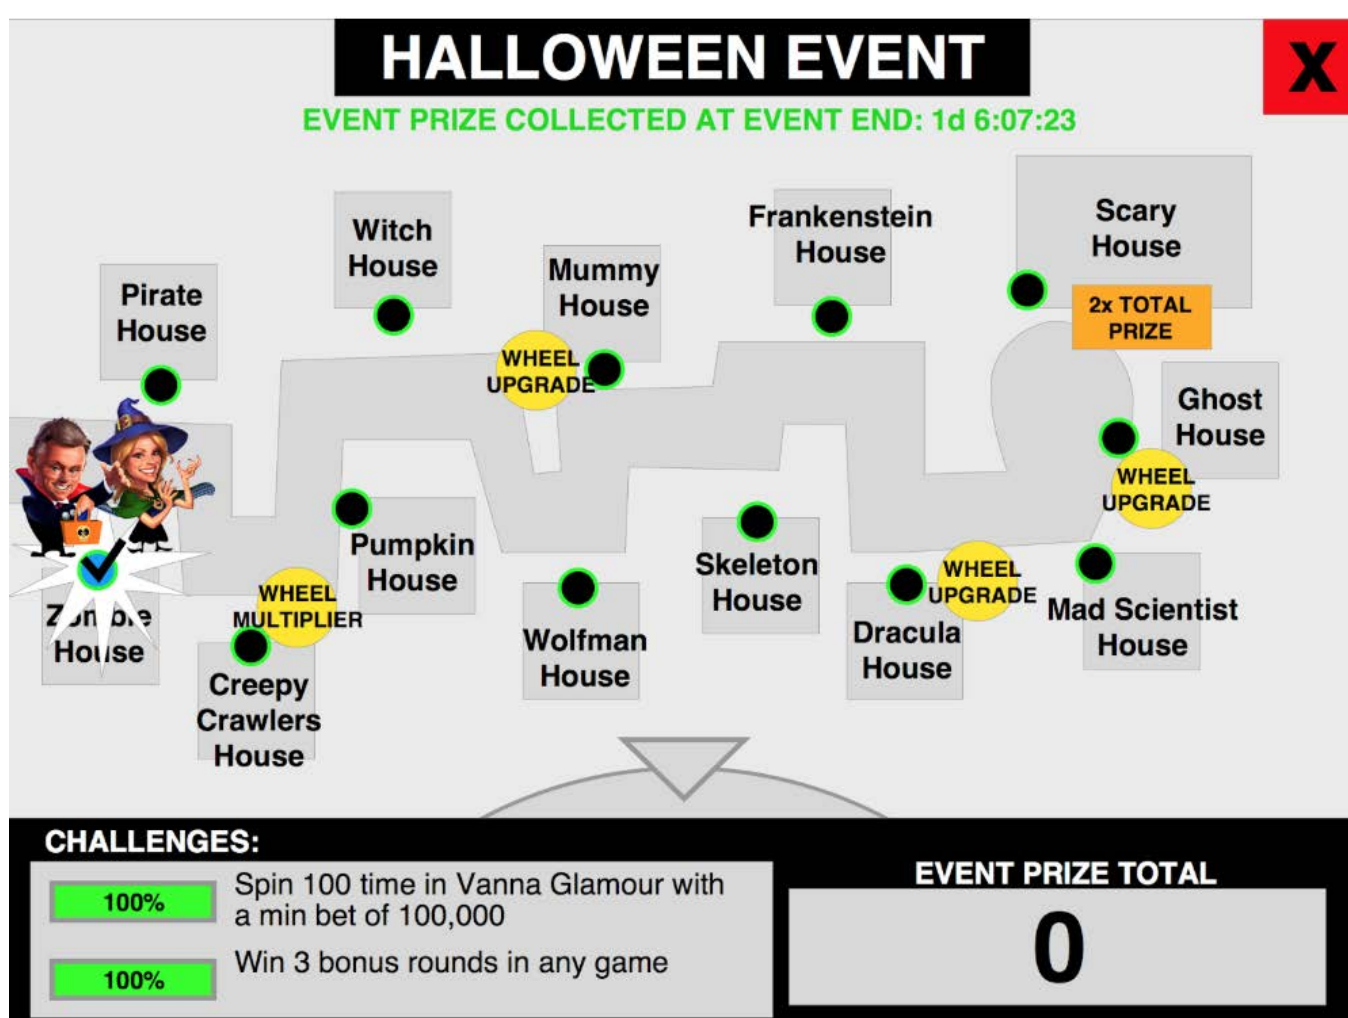 HALLOWEEN EVENT
X
EVENT PRIZE COLLECTED AT EVENT END: 1d 6:07:23
Pirate
House
Witch
House
Mummy
House
WHEEL
UPGRADE
Frankenstein
House
Scary
House
2x TOTAL
PRIZE
Ghost
House
WHEEL
UPGRADE
Zombie
House
WHEEL
MULTIPLIER
Creepy
Crawlers
House
Pumpkin
House
Wolfman
House
Skeleton
House
Dracula
House
WHEEL
UPGRADE
Mad Scientist
House
CHALLENGES:
100%
Spin 100 time in Vanna Glamour with
a min bet of 100,000
100%
Win 3 bonus rounds in any game
EVENT PRIZE TOTAL
0